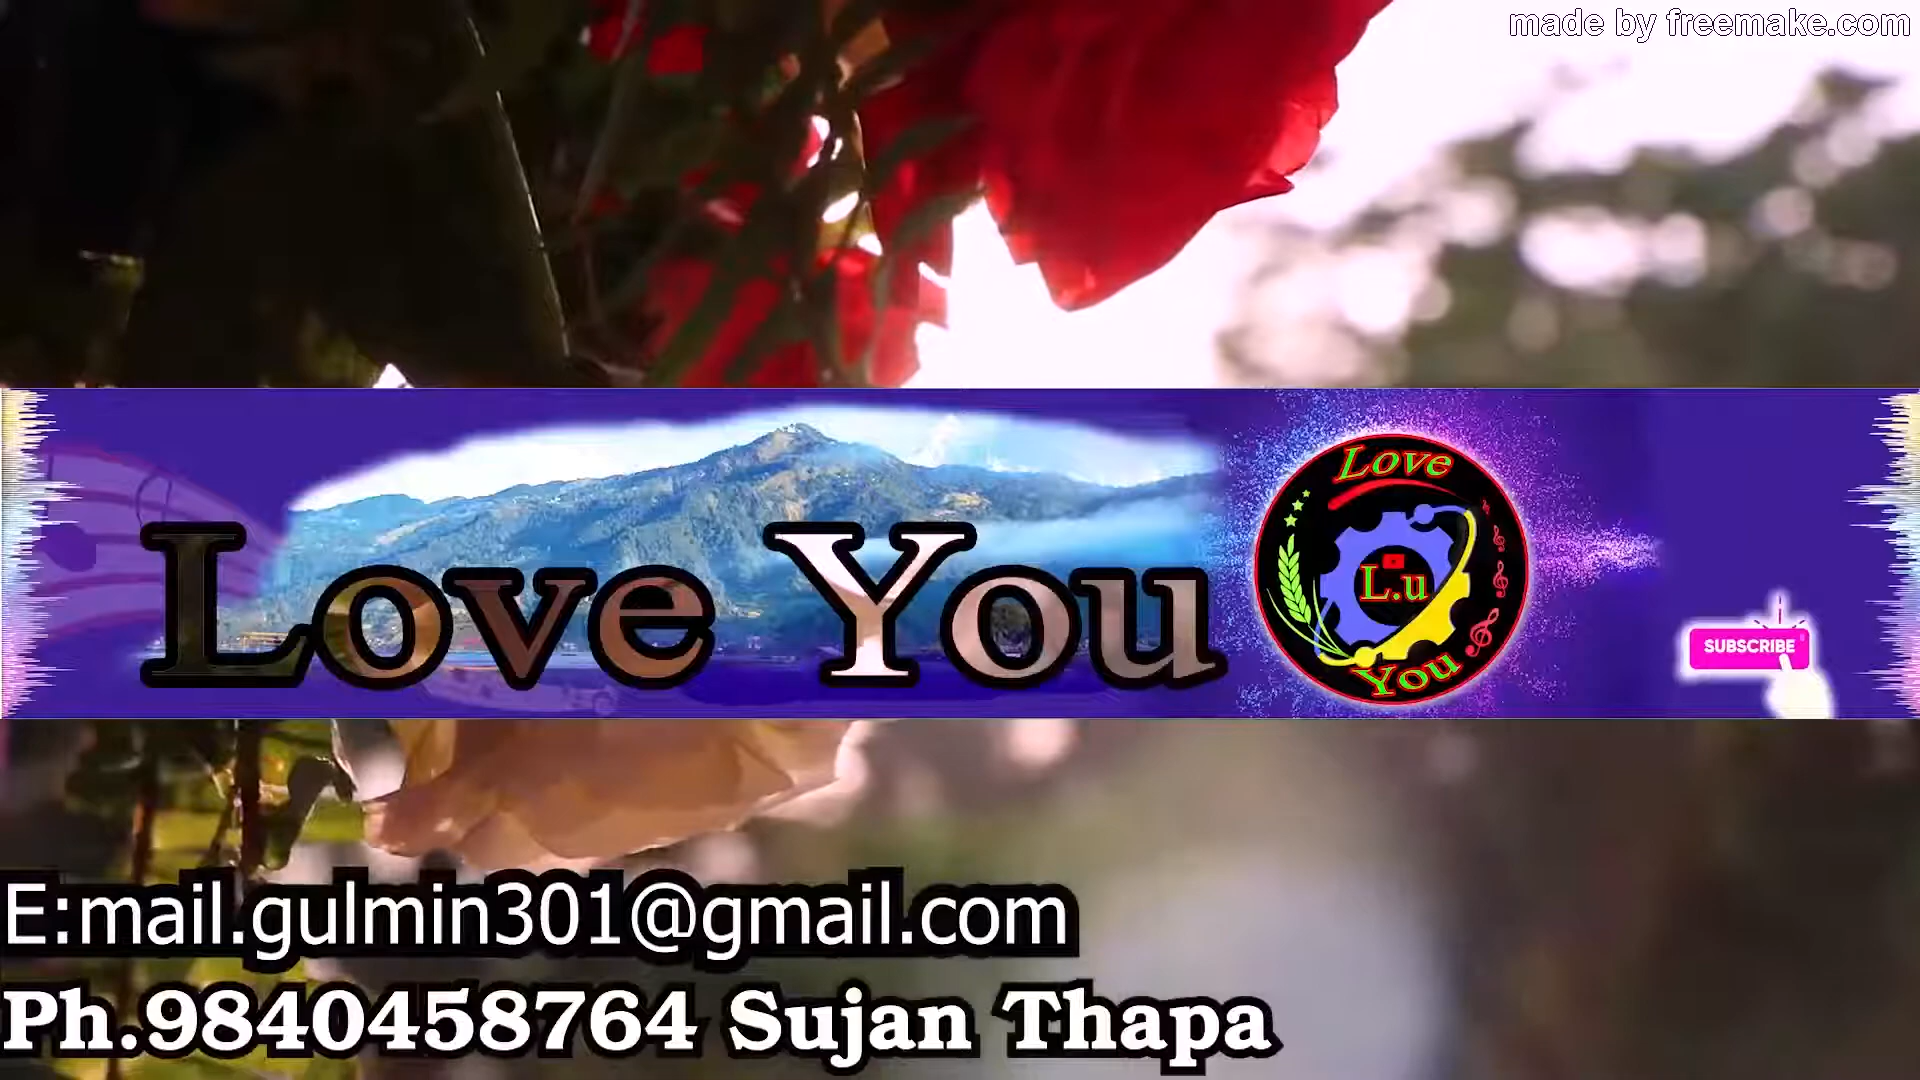 made by freemake.com
Love
L.u
You
Love You
SUBSCRIBE
E:mail.gulmin301@gmail.com
Ph.9840458764 Sujan Thapa